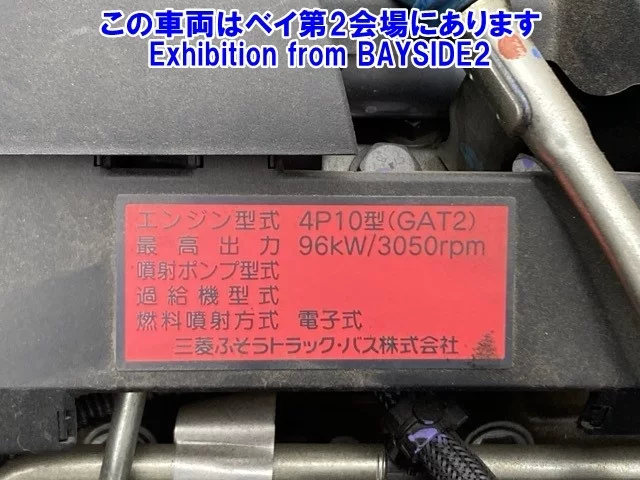 この車両はベイ第2会場にあります
Exhibition from BAYSIDE2
エンジン型式 4P10型(GAT2)
最高出力 96kW/3050rpm
噴射ポンプ型式
過給機型式
燃料噴射方式 電子式
三菱ふそうトラック・バス株式会社